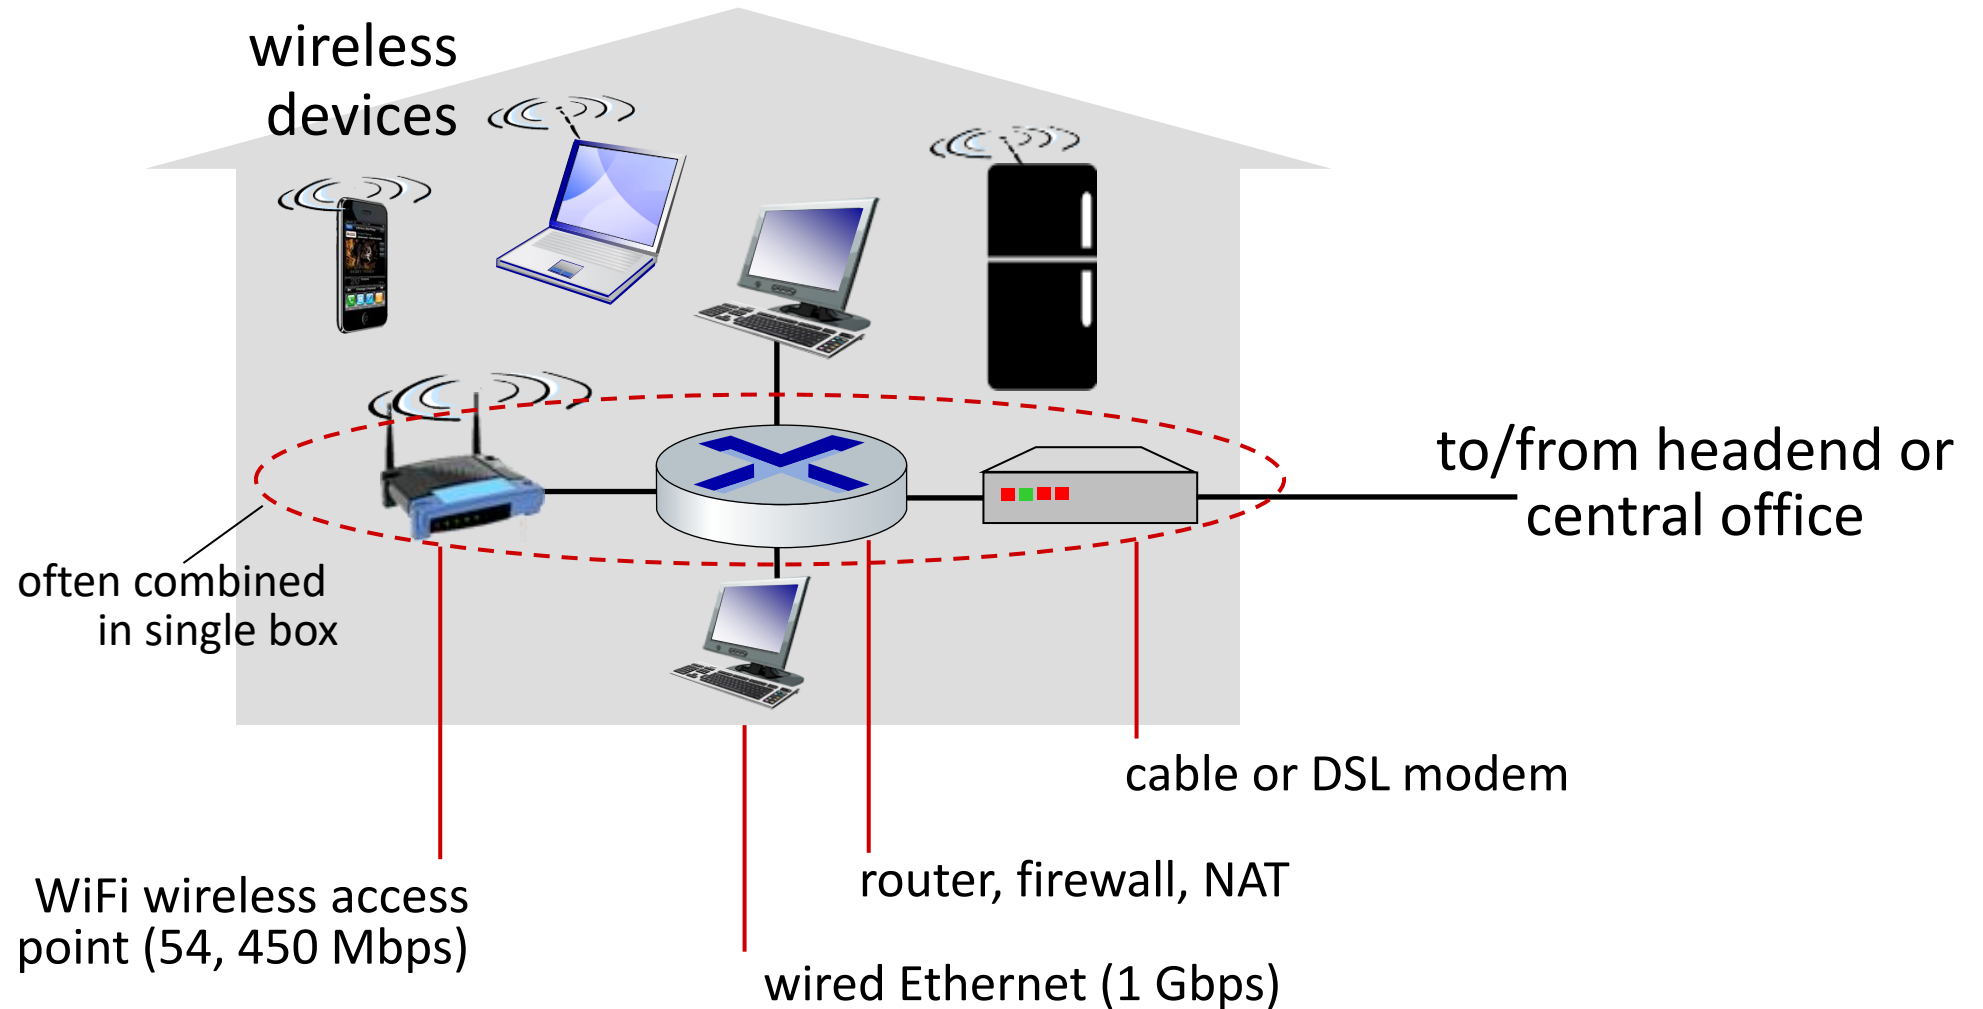 wireless
devices
to/from headend or
central office
often combined
in single box
cable or DSL modem
router, firewall, NAT
WiFi wireless access
point (54, 450 Mbps)
wired Ethernet (1 Gbps)